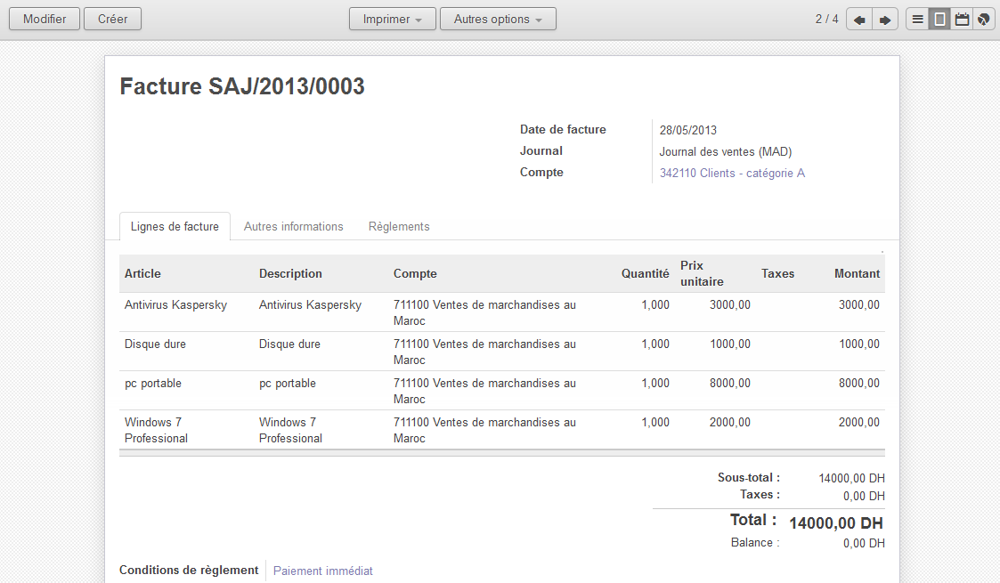 Modifier Créer Imprimer Autres options 2 / 4
Facture SAJ/2013/0003
Date de facture 28/05/2013
Journal Journal des ventes (MAD)
Compte 342110 Clients - catégorie A
Lignes de facture Autres informations Règlements
Article Description Compte Quantité Prix unitaire Taxes Montant
Antivirus Kaspersky Antivirus Kaspersky 711100 Ventes de marchandises au Maroc 1,000 3000,00 3000,00
Disque dure Disque dure 711100 Ventes de marchandises au Maroc 1,000 1000,00 1000,00
pc portable pc portable 711100 Ventes de marchandises au Maroc 1,000 8000,00 8000,00
Windows 7 Professional Windows 7 Professional 711100 Ventes de marchandises au Maroc 1,000 2000,00 2000,00
Sous-total : 14000,00 DH
Taxes : 0,00 DH
Total : 14000,00 DH
Balance : 0,00 DH
Conditions de règlement Paiement immédiat